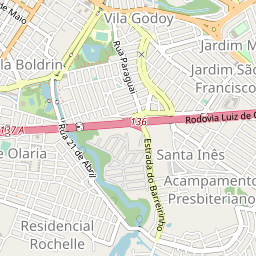 de Maio
Vila Godoy
Rua Paraguai
Jardim M
la Boldrin
Jardim São
Francisco
136
Rodovia Luiz de
137/A
Rua 21 de Abril
Estrada do Barreirinho
e Olaria
Santa Inês
Acampamento
Presbiteriano
Residencial
Rochelle